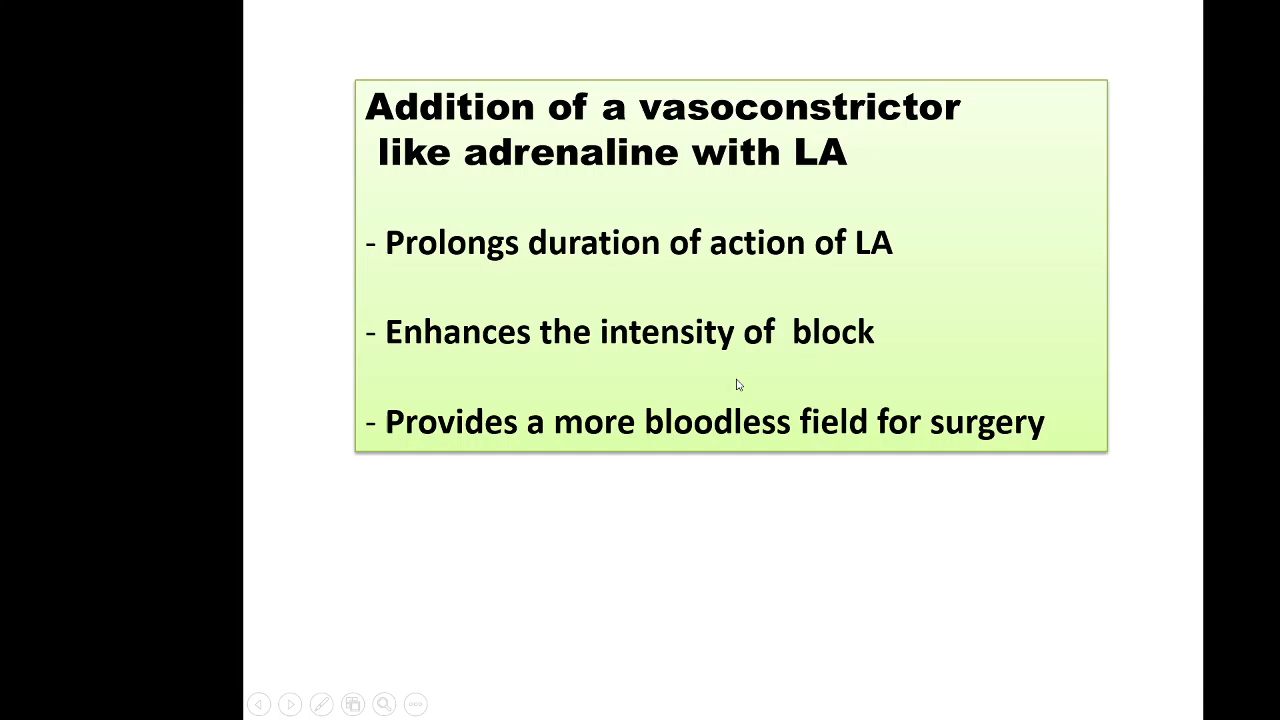 Addition of a vasoconstrictor
like adrenaline with LA
- Prolongs duration of action of LA
- Enhances the intensity of block
- Provides a more bloodless field for surgery